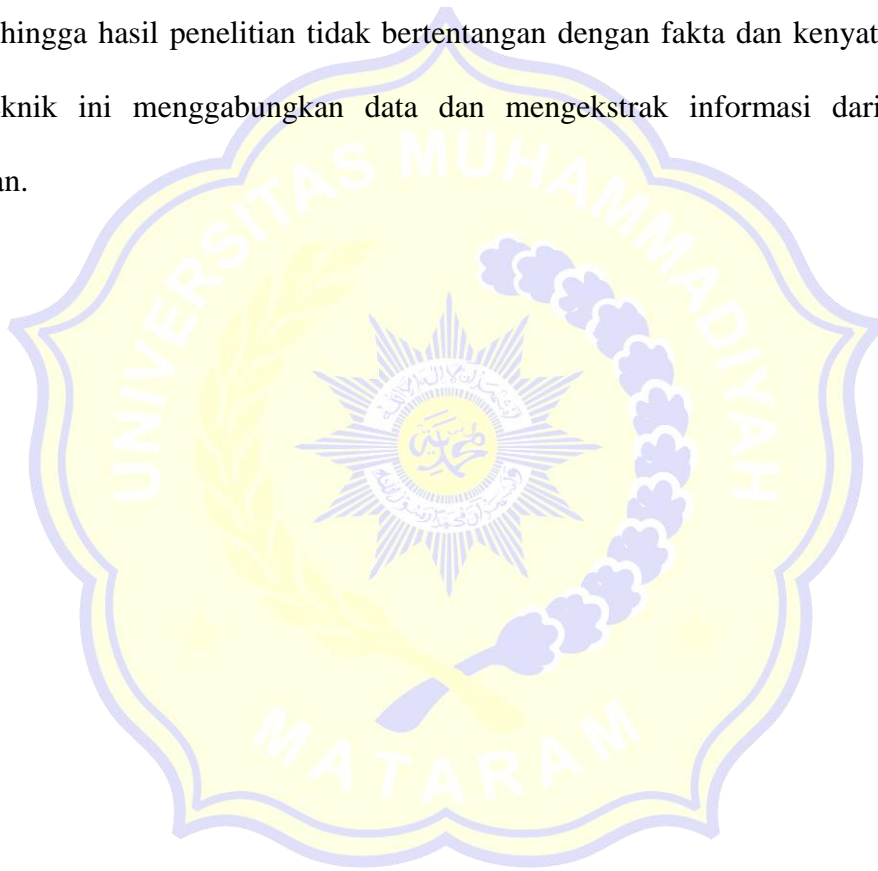 hingga hasil penelitian tidak bertentangan dengan fakta dan kenyat
knik ini menggabungkan data dan mengekstrak informasi dari
an.
UNIVERSITAS MUHAMMADIYAH
MATARAM